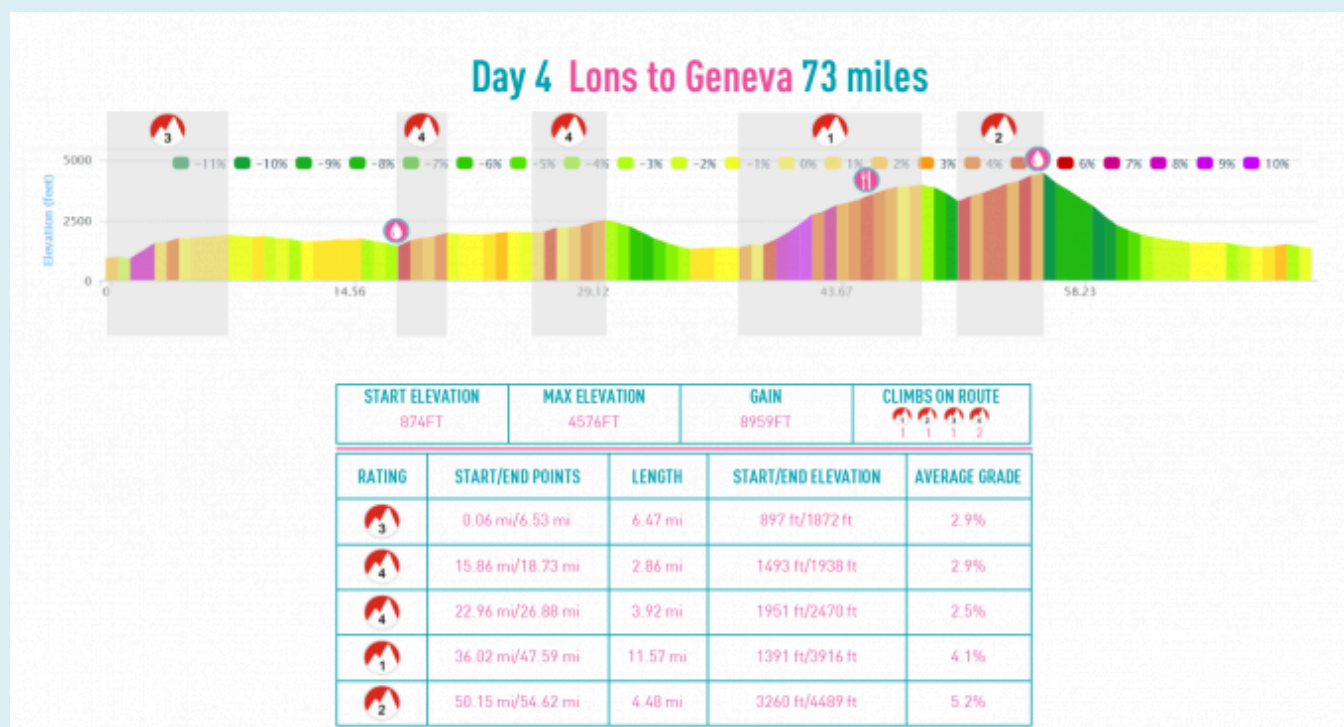 Day 4 Lons to Geneva 73 miles
3 4 4 1 2
-11% -10% -9% -8% -7% -6% -5% -4% -3% -2% -1% 0% 1% 2% 3% 4% 6% 7% 8% 9% 10%
5000
2500
0
Elevation (feet)
0 14.56 29.12 43.67 58.23
START ELEVATION MAX ELEVATION GAIN CLIMBS ON ROUTE
874FT 4576FT 8959FT
1 1 1 2
RATING START/END POINTS LENGTH START/END ELEVATION AVERAGE GRADE
3 0.06 mi/6.53 mi 6.47 mi 897 ft/1872 ft 2.9%
4 15.86 mi/18.73 mi 2.86 mi 1493 ft/1938 ft 2.9%
4 22.96 mi/26.88 mi 3.92 mi 1951 ft/2470 ft 2.5%
1 36.02 mi/47.59 mi 11.57 mi 1391 ft/3916 ft 4.1%
2 50.15 mi/54.62 mi 4.48 mi 3260 ft/4489 ft 5.2%